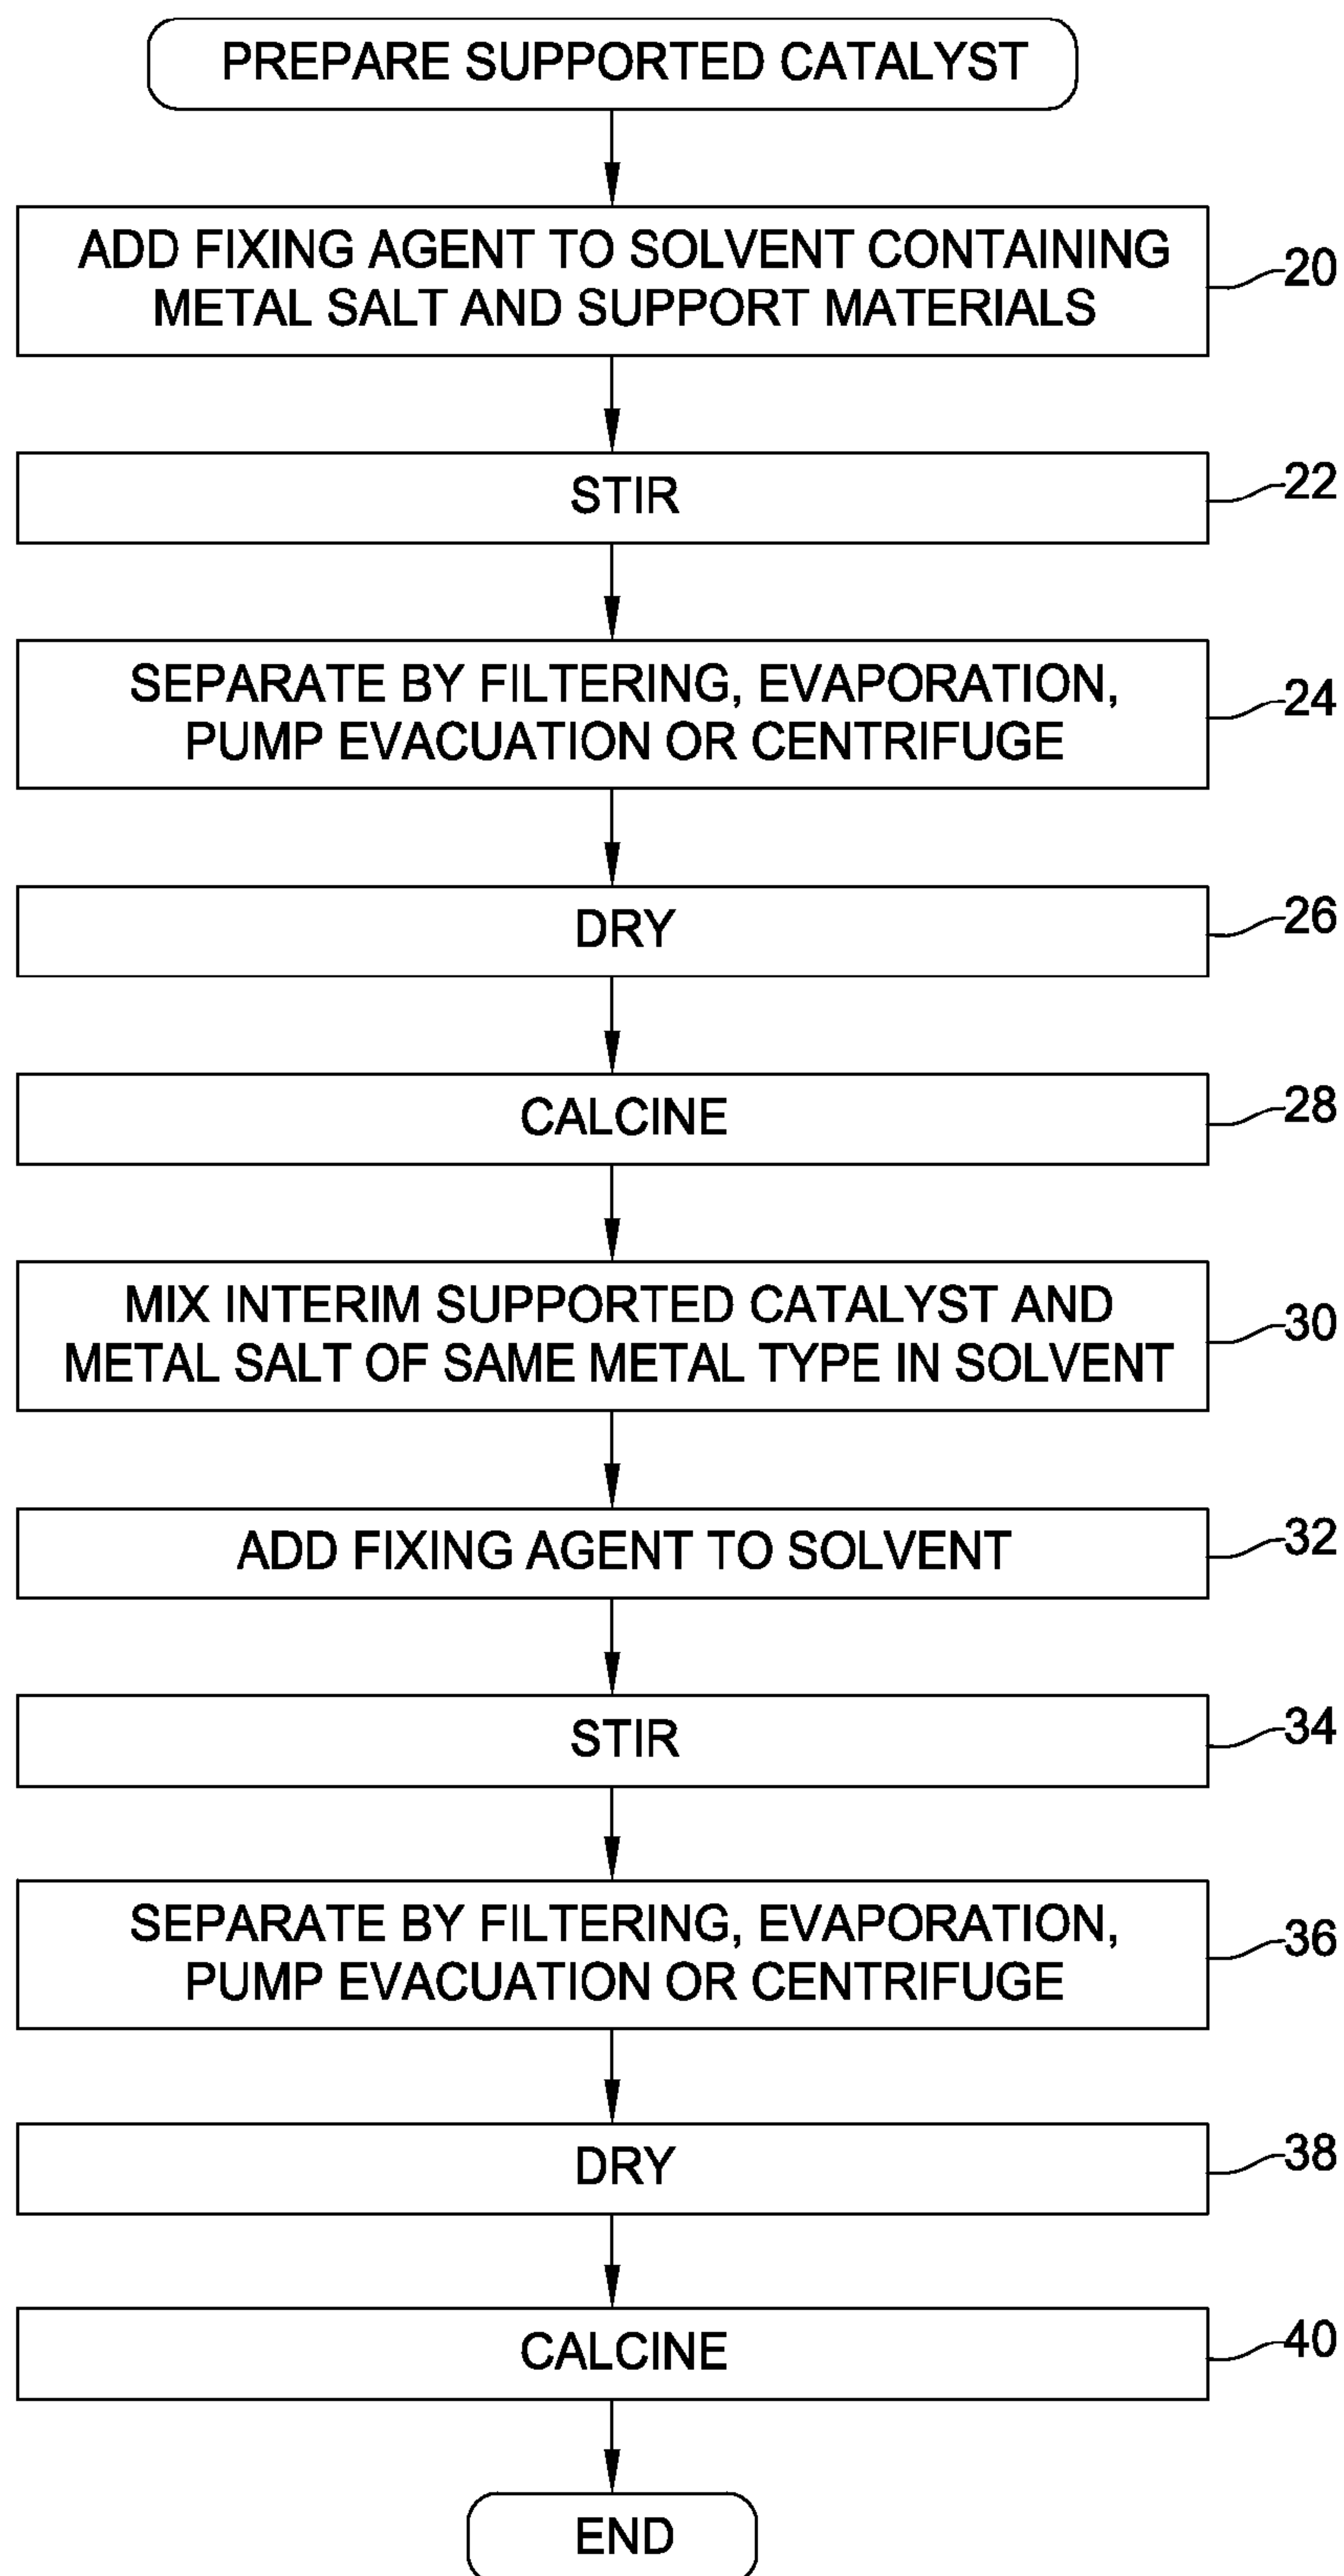 PREPARE SUPPORTED CATALYST
ADD FIXING AGENT TO SOLVENT CONTAINING
METAL SALT AND SUPPORT MATERIALS
20
STIR
22
SEPARATE BY FILTERING, EVAPORATION,
PUMP EVACUATION OR CENTRIFUGE
24
DRY
26
CALCINE
28
MIX INTERIM SUPPORTED CATALYST AND
METAL SALT OF SAME METAL TYPE IN SOLVENT
30
ADD FIXING AGENT TO SOLVENT
32
STIR
34
SEPARATE BY FILTERING, EVAPORATION,
PUMP EVACUATION OR CENTRIFUGE
36
DRY
38
CALCINE
40
END